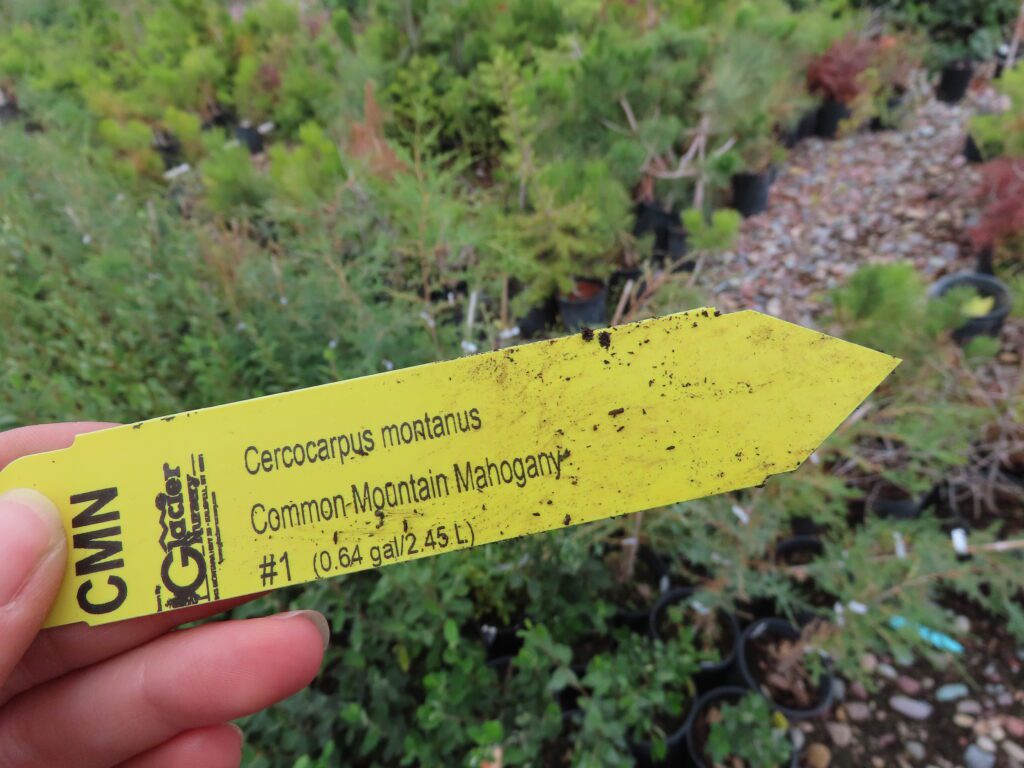 CMN
Glacier
Nursery
Cercocarpus montanus
Common Mountain Mahogany
#1 (0.64 gal/2.45 L)